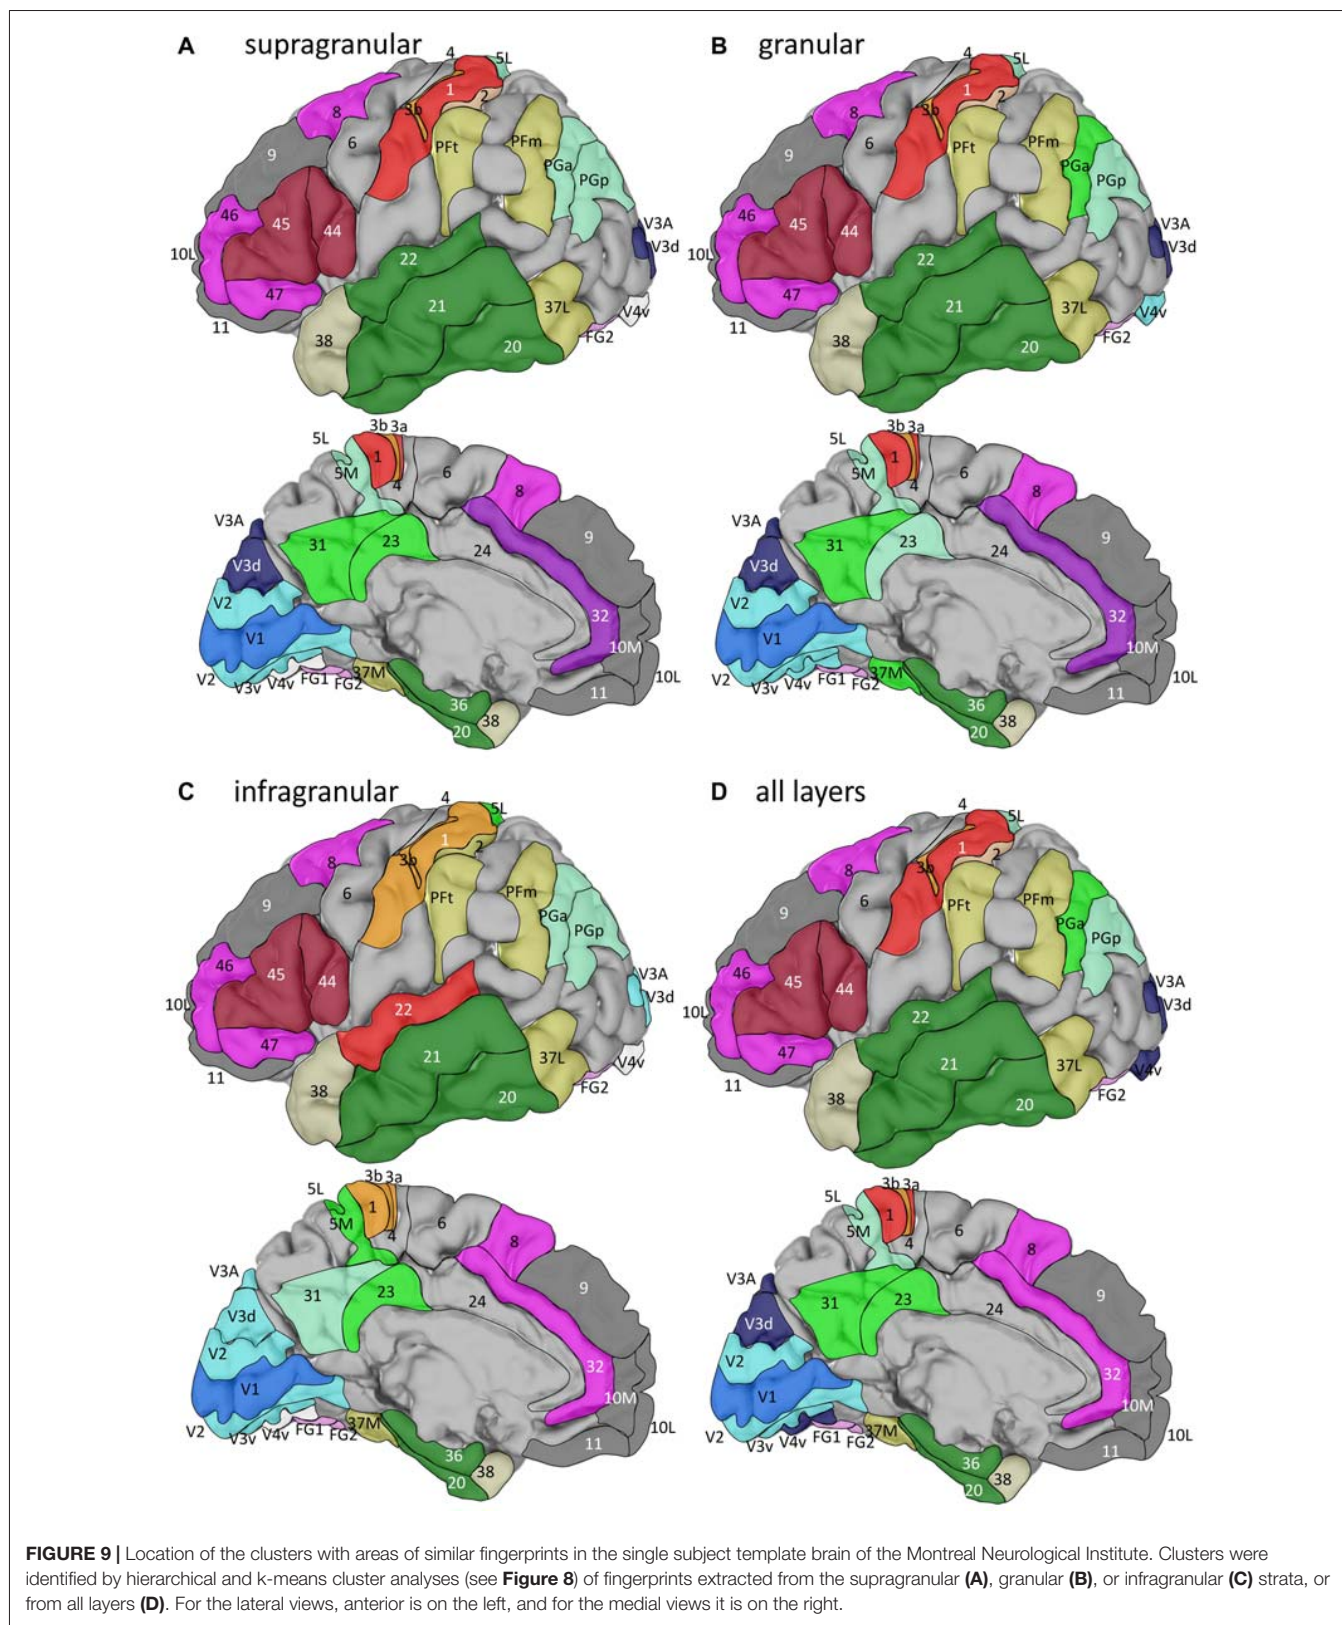 A supragranular
4
5L
1
3b
2
8
6
9
PFt
PFm
PGa
PGp
46
45
44
10L
47
11
22
21
20
38
37L
FG2
V3A
V3d
V4v
B granular
4
5L
1
3b
2
8
6
9
PFt
PFm
PGa
PGp
46
45
44
10L
47
11
22
21
20
38
37L
FG2
V3A
V3d
V4v
3b 3a
5L
5M
1
4
6
8
9
V3A
V3d
31
23
24
V2
V1
32
10M
10L
11
V2
V3v
V4v
FG1
FG2
37M
36
38
20
3b 3a
5L
5M
1
4
6
8
9
V3A
V3d
31
23
24
V2
V1
32
10M
10L
11
V2
V3v
V4v
FG1
FG2
37M
36
38
20
C infragranular
4
5L
1
3b
2
8
6
9
PFt
PFm
PGa
PGp
46
45
44
10L
47
11
22
21
20
38
37L
FG2
V3A
V3d
V4v
D all layers
4
5L
1
3b
2
8
6
9
PFt
PFm
PGa
PGp
46
45
44
10L
47
11
22
21
20
38
37L
FG2
V3A
V3d
V4v
3b 3a
5L
5M
1
4
6
8
9
V3A
V3d
31
23
24
V2
V1
32
10M
10L
11
V2
V3v
V4v
FG1
FG2
37M
36
38
20
3b 3a
5L
5M
1
4
6
8
9
V3A
V3d
31
23
24
V2
V1
32
10M
10L
11
V2
V3v
V4v
FG1
FG2
37M
36
38
20
FIGURE 9 | Location of the clusters with areas of similar fingerprints in the single subject template brain of the Montreal Neurological Institute. Clusters were
identified by hierarchical and k-means cluster analyses (see Figure 8) of fingerprints extracted from the supragranular (A), granular (B), or infragranular (C) strata, or
from all layers (D). For the lateral views, anterior is on the left, and for the medial views it is on the right.